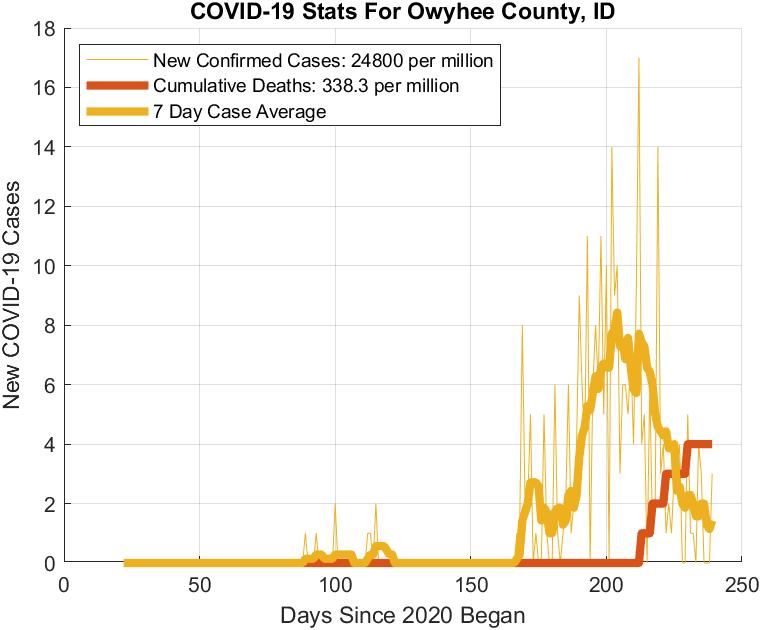 COVID-19 Stats For Owyhee County, ID
New COVID-19 Cases
18
16
14
12
10
8
6
4
2
0
New Confirmed Cases: 24800 per million
Cumulative Deaths: 338.3 per million
7 Day Case Average
0 50 100 150 200 250
Days Since 2020 Began